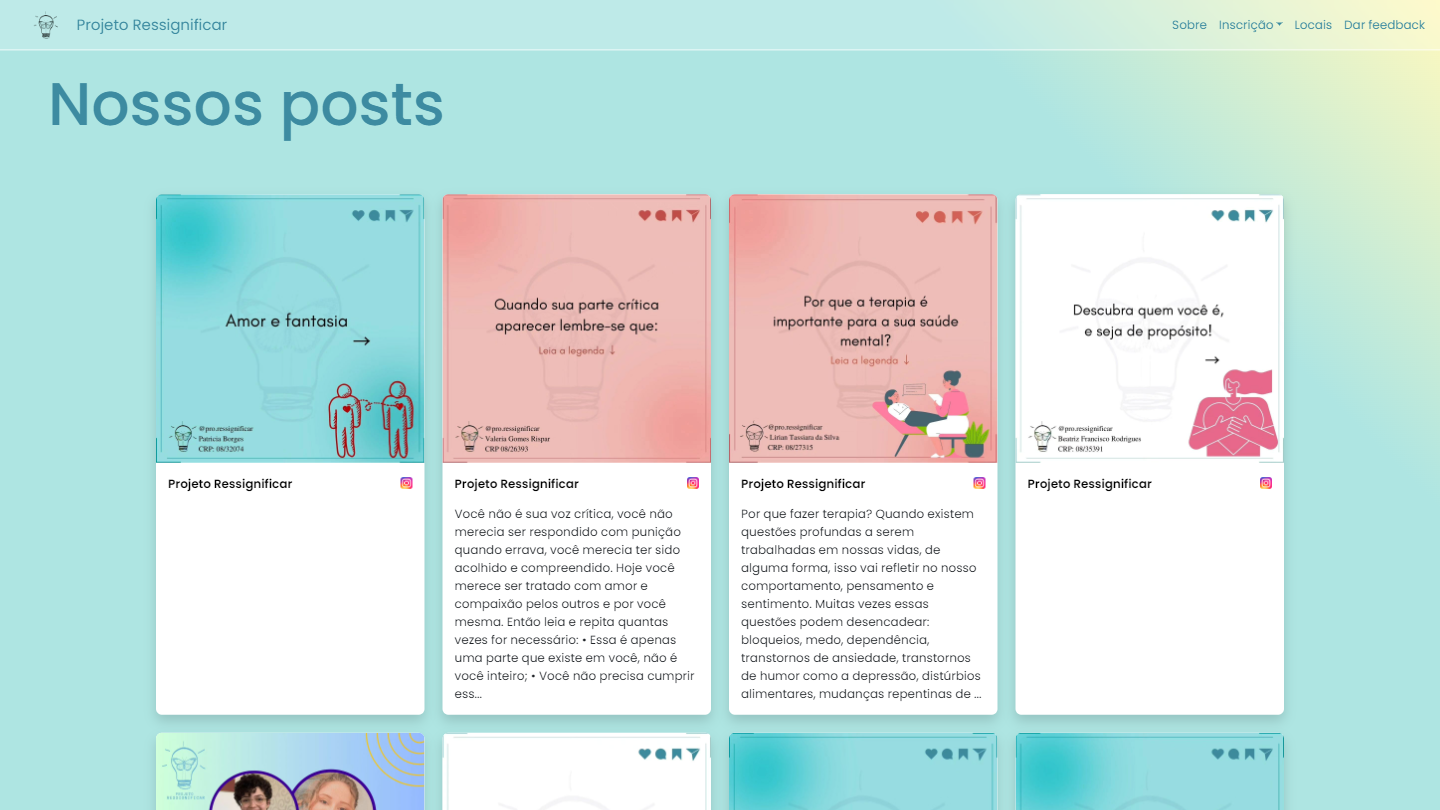 Projeto Ressignificar
Sobre
Inscrição
Locais
Dar feedback
Nossos posts
Amor e fantasia
→
@pro.ressignificar
Patrícia Borges
CRP: 08/32074
Projeto Ressignificar
Quando sua parte crítica
aparecer lembre-se que:
Leia a legenda ↓
@pro.ressignificar
Valeria Gomes Rispar
CRP 08/26393
Projeto Ressignificar
Você não é sua voz crítica, você não
merecia ser respondido com punição
quando errava, você merecia ter sido
acolhido e compreendido. Hoje você
merece ser tratado com amor e
compaixão pelos outros e por você
mesma. Então leia e repita quantas
vezes for necessário: • Essa é apenas
uma parte que existe em você, não é
você inteiro; • Você não precisa cumprir
ess...
Por que a terapia é
importante para a sua saúde
mental?
Leia a legenda ↓
@pro.ressignificar
Lirian Tassiara da Silva
CRP: 08/27315
Projeto Ressignificar
Por que fazer terapia? Quando existem
questões profundas a serem
trabalhadas em nossas vidas, de
alguma forma, isso vai refletir no nosso
comportamento, pensamento e
sentimento. Muitas vezes essas
questões podem desencadear:
bloqueios, medo, dependência,
transtornos de ansiedade, transtornos
de humor como a depressão, distúrbios
alimentares, mudanças repentinas de ...
Descubra quem você é,
e seja de propósito!
→
@pro.ressignificar
Beatriz Francisco Rodrigues
CRP: 08/35391
Projeto Ressignificar
PROJETO
RESSIGNIFICAR